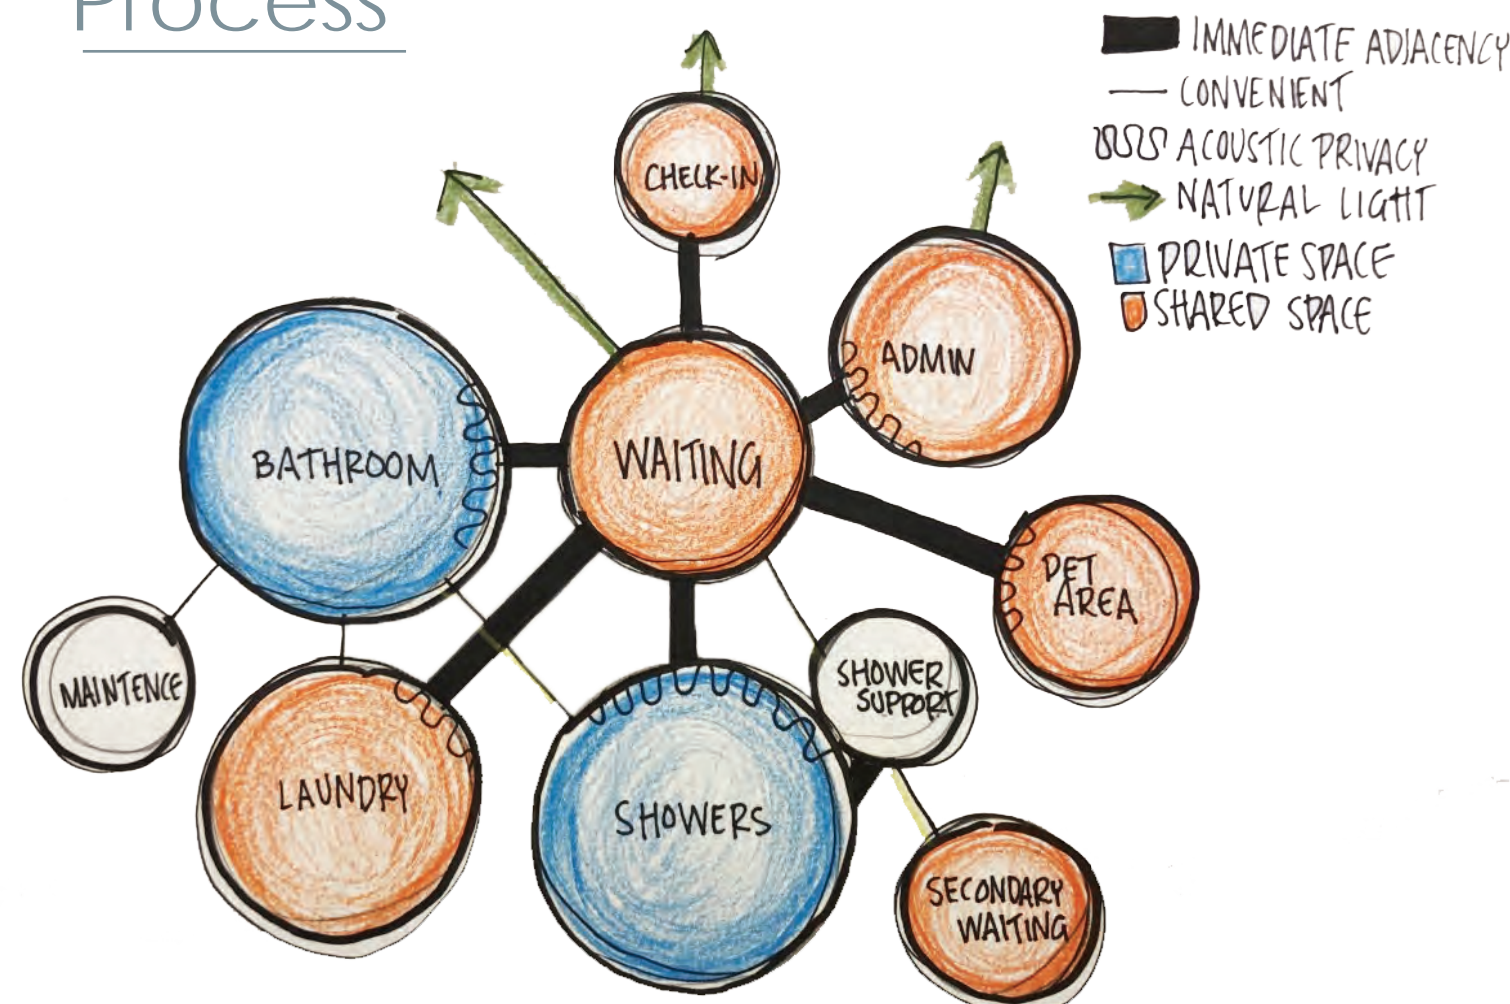 Process
IMMEDIATE ADJACENCY
CONVENIENT
ACOUSTIC PRIVACY
NATURAL LIGHT
PRIVATE SPACE
SHARED SPACE
CHECK-IN
ADMIN
BATHROOM
WAITING
PET
AREA
MAINTENCE
SHOWER
SUPPORT
LAUNDRY
SHOWERS
SECONDARY
WAITING